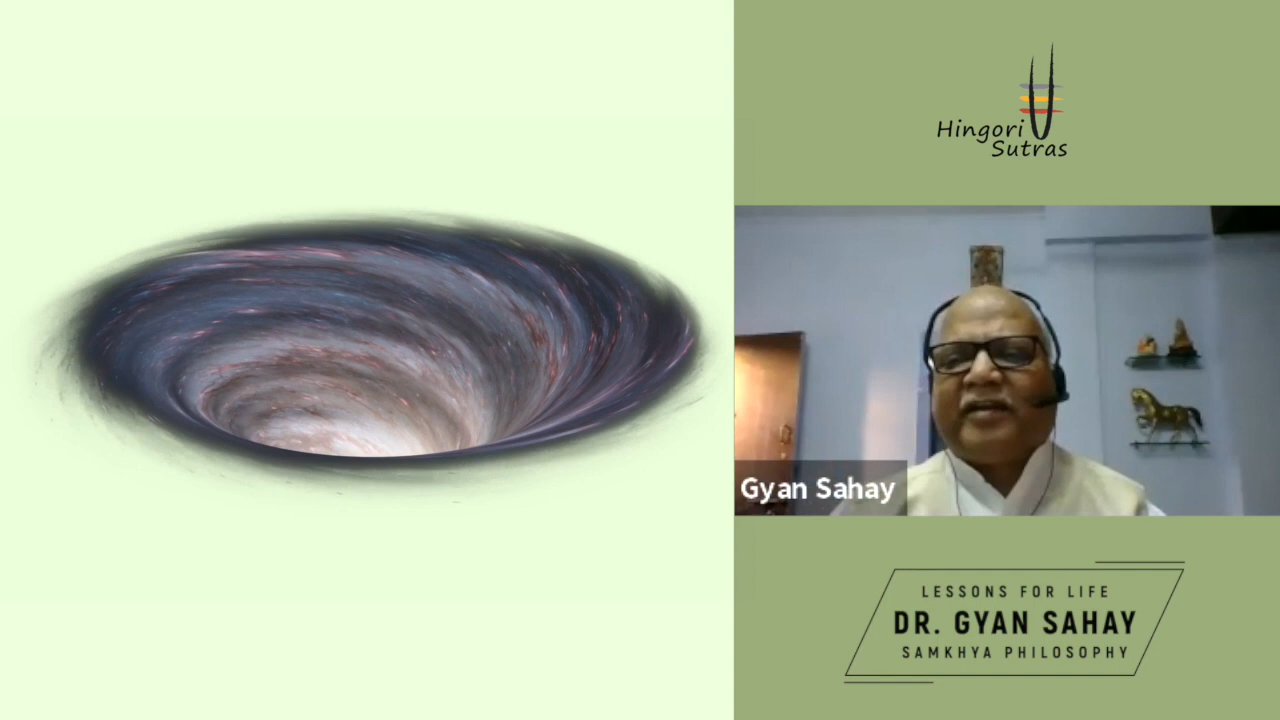 Hingori
Sutras
Gyan Sahay
LESSONS FOR LIFE
DR. GYAN SAHAY
SAMKHYA PHILOSOPHY